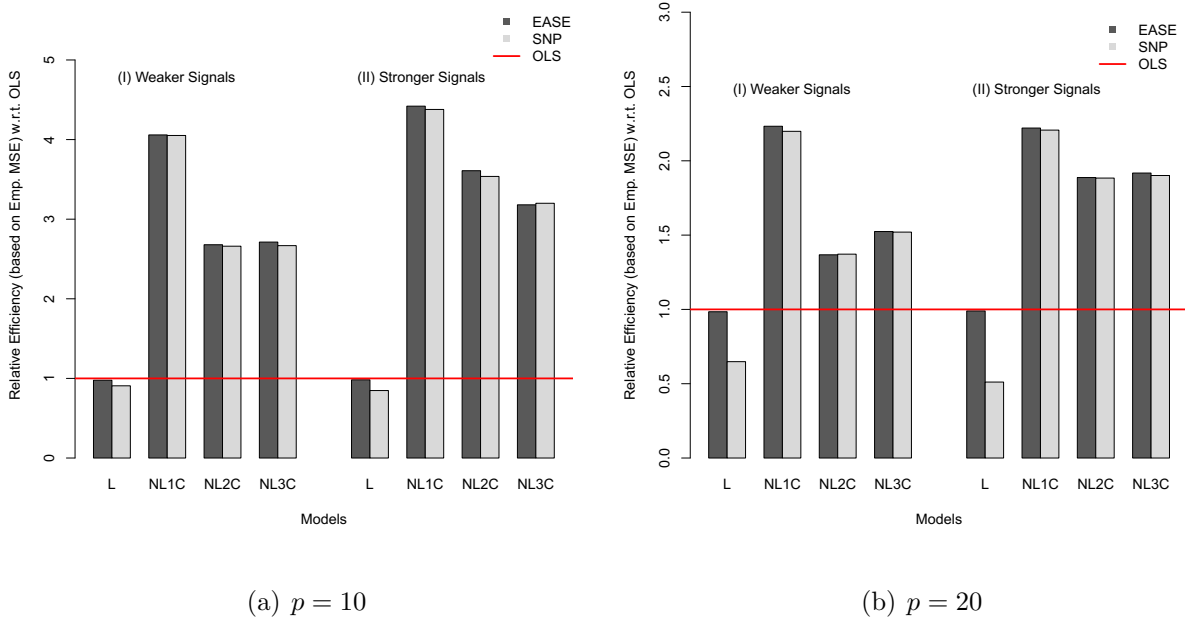 EASE
SNP
OLS
(I) Weaker Signals
(II) Stronger Signals
Relative Efficiency (based on Emp. MSE) w.r.t. OLS
5
4
3
2
1
0
L NL1C NL2C NL3C L NL1C NL2C NL3C
Models
(a) p = 10
EASE
SNP
OLS
(I) Weaker Signals
(II) Stronger Signals
Relative Efficiency (based on Emp. MSE) w.r.t. OLS
3.0
2.5
2.0
1.5
1.0
0.5
0.0
L NL1C NL2C NL3C L NL1C NL2C NL3C
Models
(b) p = 20